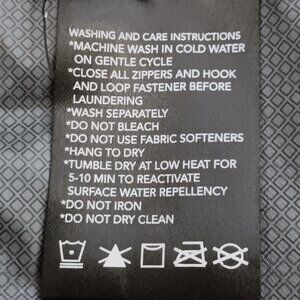 WASHING AND CARE INSTRUCTIONS
*MACHINE WASH IN COLD WATER
ON GENTLE CYCLE
*CLOSE ALL ZIPPERS AND HOOK
AND LOOP FASTENER BEFORE
LAUNDERING
*WASH SEPARATELY
*DO NOT BLEACH
*DO NOT USE FABRIC SOFTENERS
*HANG TO DRY
*TUMBLE DRY AT LOW HEAT FOR
5-10 MIN TO REACTIVATE
SURFACE WATER REPELLENCY
*DO NOT IRON
*DO NOT DRY CLEAN